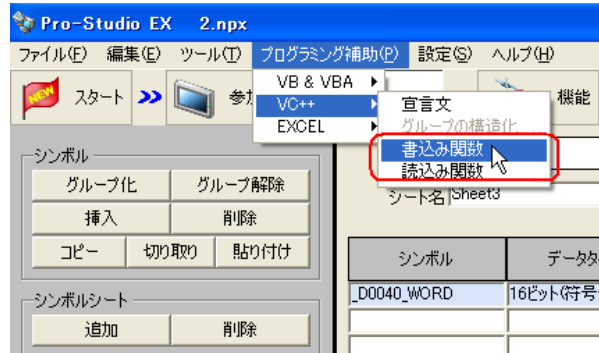 Pro-Studio EX 2.npx
ファイル(F) 編集(E) ツール(T) プログラミング補助(P) 設定(S) ヘルプ(H)
NEW スタート
VB & VBA
VC++
EXCEL
宣言文
グループの構造化...
書込み関数
読込み関数
機能
シンボル
グループ化 グループ解除
挿入 削除
コピー 切り取り 貼り付け
シート名 Sheet3
シンボル
_D0040_WORD 16ビット(符号
シンボルシート
追加 削除